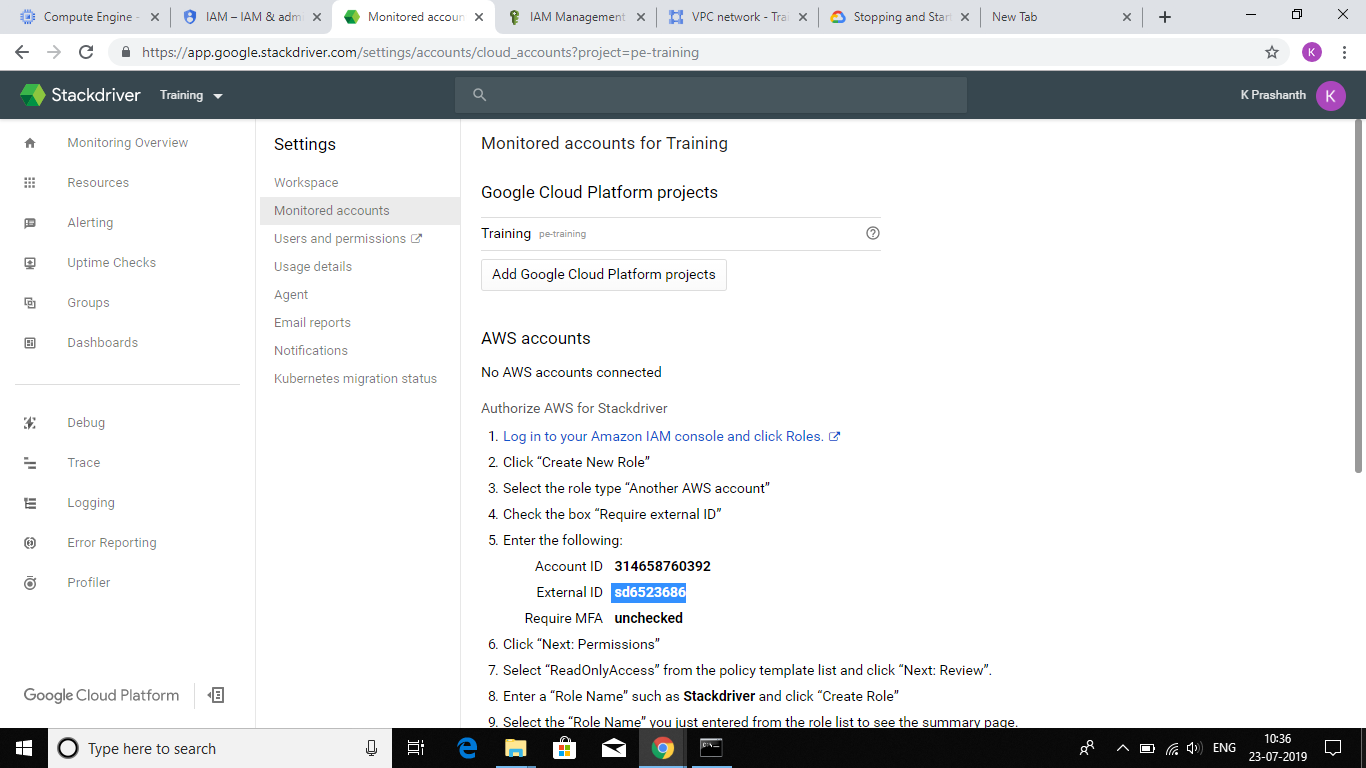 Compute Engine -
IAM – IAM & admi
Monitored accoun
IAM Management
VPC network - Tra
Stopping and Star
New Tab
https://app.google.stackdriver.com/settings/accounts/cloud_accounts?project=pe-training
K
Stackdriver
Training
K Prashanth
K
Monitoring Overview
Resources
Alerting
Uptime Checks
Groups
Dashboards
Debug
Trace
Logging
Error Reporting
Profiler
Google Cloud Platform
Settings
Workspace
Monitored accounts
Users and permissions
Usage details
Agent
Email reports
Notifications
Kubernetes migration status
Monitored accounts for Training
Google Cloud Platform projects
Training pe-training
Add Google Cloud Platform projects
AWS accounts
No AWS accounts connected
Authorize AWS for Stackdriver
1. Log in to your Amazon IAM console and click Roles.
2. Click “Create New Role”
3. Select the role type “Another AWS account”
4. Check the box “Require external ID”
5. Enter the following:
Account ID 314658760392
External ID sd6523686
Require MFA unchecked
6. Click “Next: Permissions”
7. Select “ReadOnlyAccess” from the policy template list and click “Next: Review”.
8. Enter a “Role Name” such as Stackdriver and click “Create Role”
9. Select the “Role Name” you just entered from the role list to see the summary page.
Type here to search
ENG
10:36
23-07-2019